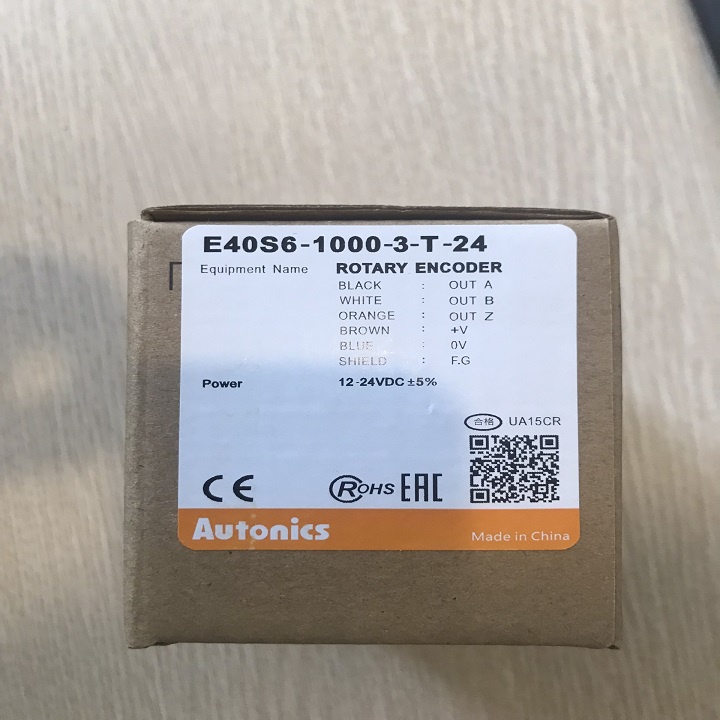 E40S6-1000-3-T-24
Equipment Name ROTARY ENCODER
BLACK : OUT A
WHITE : OUT B
ORANGE : OUT Z
BROWN : +V
BLUE : 0V
SHIELD : F.G
Power 12-24VDC ±5%
合格 UA15CR
CE RoHS EAC
Autonics Made in China